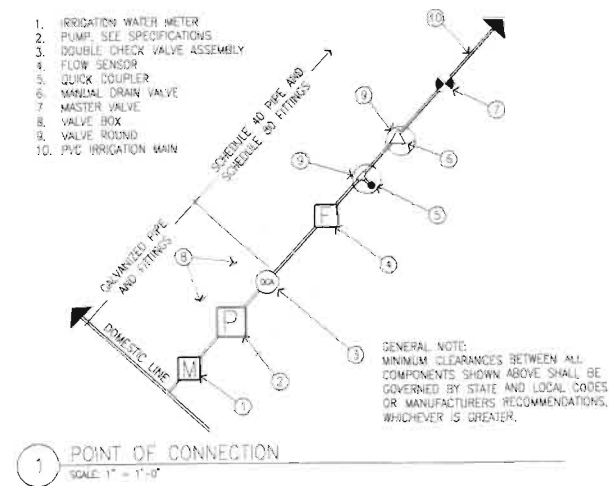 1. IRRIGATION WATER METER
2. PUMP, SEE SPECIFICATIONS
3. DOUBLE CHECK VALVE ASSEMBLY
4. FLOW SENSOR
5. QUICK COUPLER
6. MANUAL DRAIN VALVE
7 MASTER VALVE
8. VALVE BOX
9. VALVE ROUND
10. PVC IRRIGATION MAIN
10
SCHEDULE 40 PIPE AND
SCHEDULE 80 FITTINGS
7
9
6
9
5
F
4
GALVANIZED PIPE
AND FITTINGS
8
DCA
3
P
2
DOMESTIC LINE
M
1
GENERAL NOTE:
MINIMUM CLEARANCES BETWEEN ALL
COMPONENTS SHOWN ABOVE SHALL BE
GOVERNED BY STATE AND LOCAL CODES
OR MANUFACTURERS RECOMMENDATIONS,
WHICHEVER IS GREATER.
1 POINT OF CONNECTION
SCALE: 1" = 1'-0"